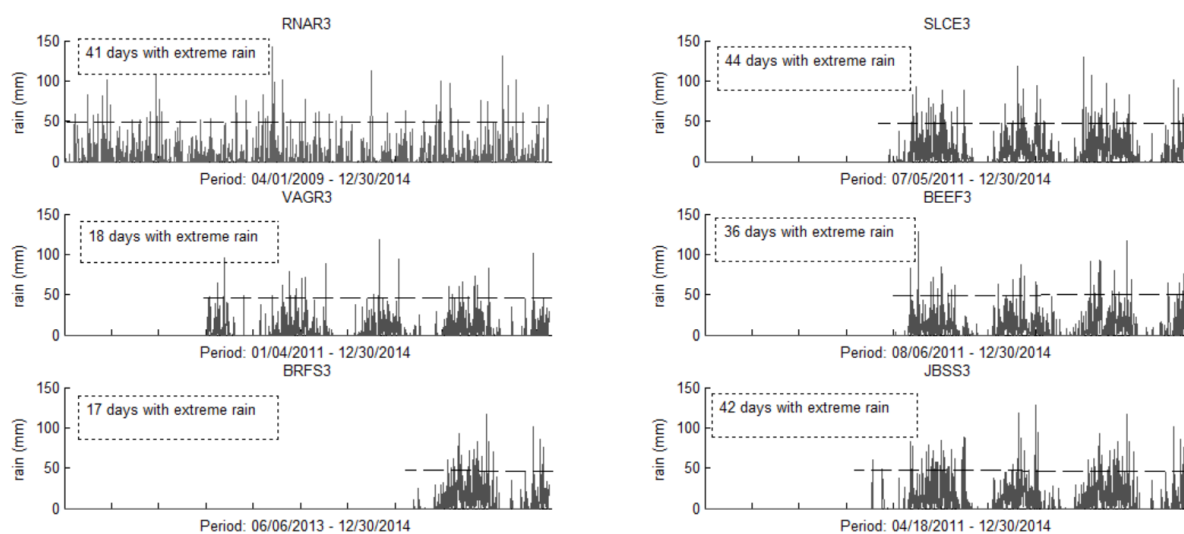 RNAR3
150
100
50
0
rain (mm)
41 days with extreme rain
Period: 04/01/2009 - 12/30/2014
SLCE3
150
100
50
0
rain (mm)
44 days with extreme rain
Period: 07/05/2011 - 12/30/2014
VAGR3
150
100
50
0
rain (mm)
18 days with extreme rain
Period: 01/04/2011 - 12/30/2014
BEEF3
150
100
50
0
rain (mm)
36 days with extreme rain
Period: 08/06/2011 - 12/30/2014
BRFS3
150
100
50
0
rain (mm)
17 days with extreme rain
Period: 06/06/2013 - 12/30/2014
JBSS3
150
100
50
0
rain (mm)
42 days with extreme rain
Period: 04/18/2011 - 12/30/2014